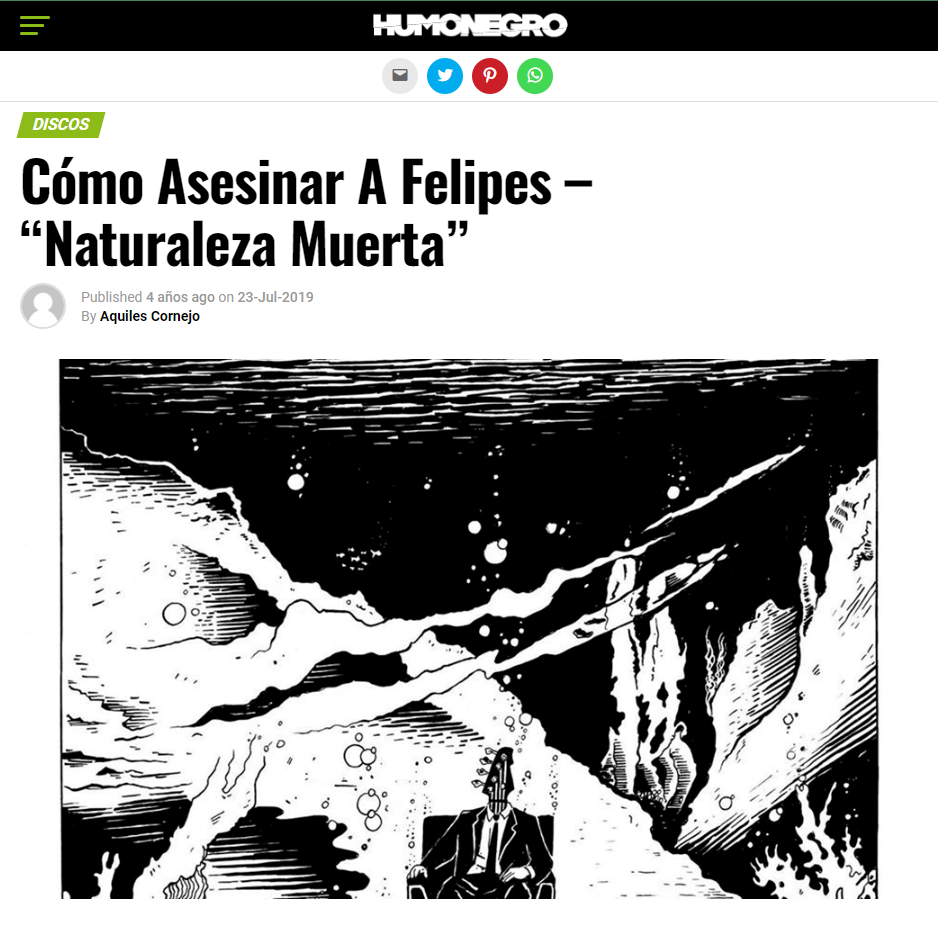 HUMONEGRO
DISCOS
Cómo Asesinar A Felipes –
“Naturaleza Muerta”
Published 4 años ago on 23-Jul-2019
By Aquiles Cornejo